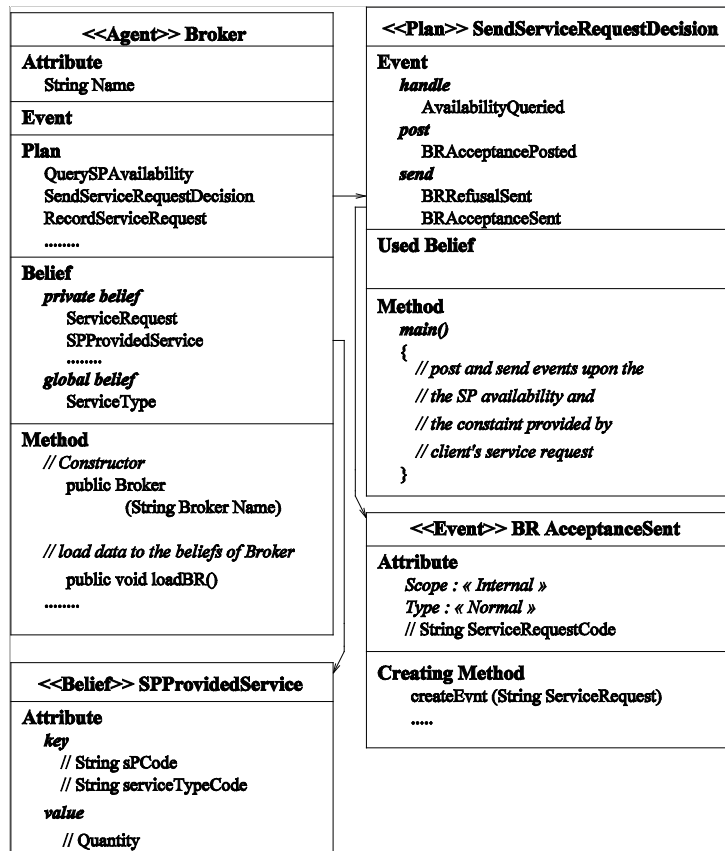 <<Agent>> Broker
Attribute
String Name
Event
Plan
QuerySPAvailability
SendServiceRequestDecision
RecordServiceRequest
........
Belief
private belief
ServiceRequest
SPProvidedService
........
global belief
ServiceType
Method
// Constructor
public Broker
(String Broker Name)
// load data to the beliefs of Broker
public void loadBR()
........
<<Belief>> SPProvidedService
Attribute
key
// String sPCode
// String serviceTypeCode
value
// Quantity
<<Plan>> SendServiceRequestDecision
Event
handle
AvailabilityQueried
post
BRAcceptancePosted
send
BRRefusalSent
BRAcceptanceSent
Used Belief
Method
main()
{
// post and send events upon the
// the SP availability and
// the constaint provided by
// client's service request
}
<<Event>> BR AcceptanceSent
Attribute
Scope : « Internal »
Type : « Normal »
// String ServiceRequestCode
Creating Method
createEvnt (String ServiceRequest)
.....